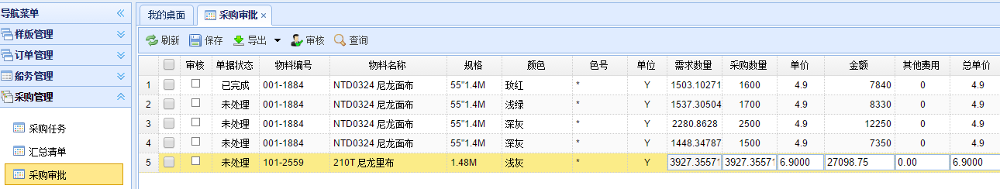 导航菜单
样版管理
订单管理
船务管理
采购管理
采购任务
汇总清单
采购审批
我的桌面 采购审批
刷新 保存 导出 审核 查询
审核 单据状态 物料编号 物料名称 规格 颜色 色号 单位 需求数量 采购数量 单价 金额 其他费用 总单价
1 已完成 001-1884 NTD0324 尼龙面布 55"1.4M 玫红 * Y 1503.10271 1600 4.9 7840 0 4.9
2 未处理 001-1884 NTD0324 尼龙面布 55"1.4M 浅绿 * Y 1537.30504 1700 4.9 8330 0 4.9
3 未处理 001-1884 NTD0324 尼龙面布 55"1.4M 深灰 * Y 2280.8628 2500 4.9 12250 0 4.9
4 未处理 001-1884 NTD0324 尼龙面布 55"1.4M 深灰 * Y 1448.34787 1500 4.9 7350 0 4.9
5 未处理 101-2559 210T 尼龙里布 1.48M 浅灰 * Y 3927.35571 3927.35571 6.9000 27098.75 0.00 6.9000